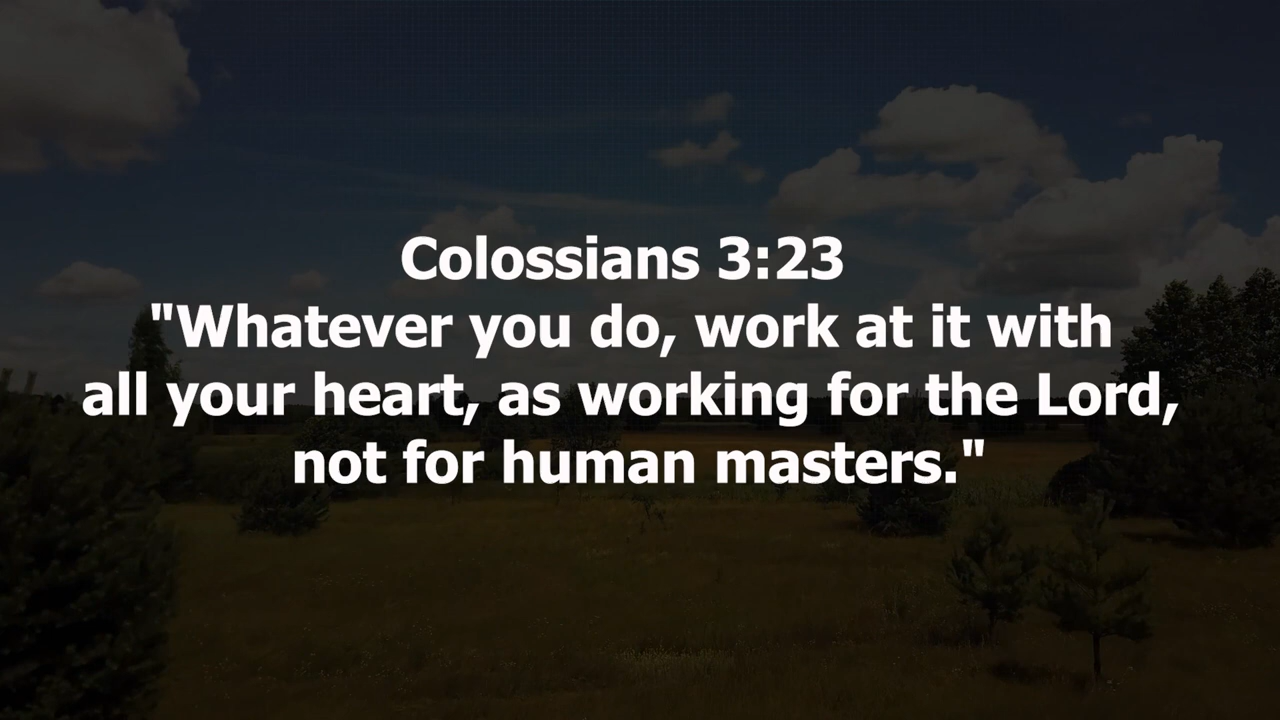 Colossians 3:23
"Whatever you do, work at it with
all your heart, as working for the Lord,
not for human masters."